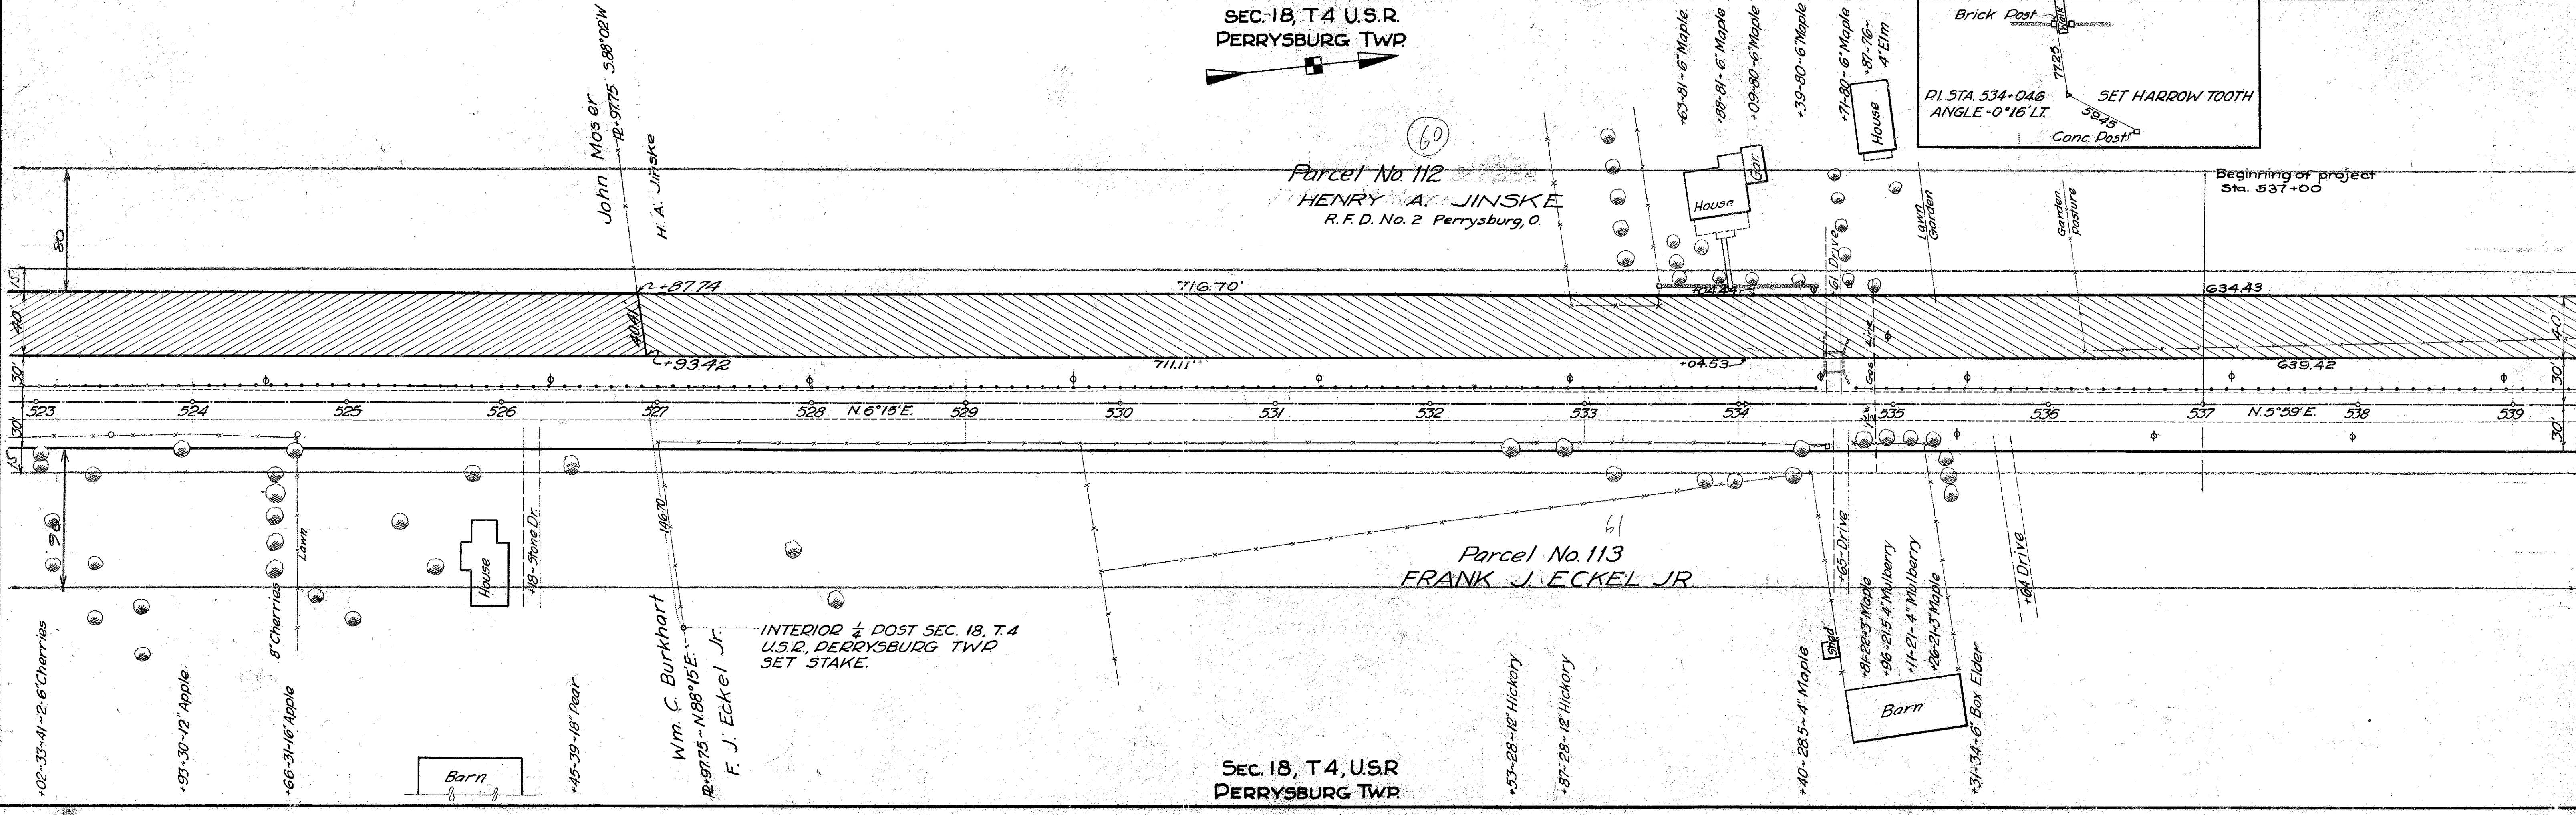 SEC. 18, T4 U.S.R.
PERRYSBURG TWP.
John Moser
12+97.75 S.88°02'W
H. A. Jinske
+63-81-6" Maple
+88-81-6" Maple
+09-80-6" Maple
+39-80-6" Maple
+71-80-6" Maple
+87-76-
4" Elm
Brick Post
Walk
77.25
P.I. STA. 534+04.6
ANGLE=0°16' LT.
SET HARROW TOOTH
59.45
Conc. Post
60
Parcel No. 112
HENRY A. JINSKE
R.F.D. No. 2 Perrysburg, O.
House
Gar.
House
+61 Drive
Lawn
Garden
Garden
Pasture
Beginning of project
Sta. 537+00
80
15'
40'
30'
30'
15'
96
+87.74
716.70'
634.43
40.41'
+93.42
711.11'
+04.53
639.42
40'
30'
30'
Gas Line
523 524 525 526 527 528 N.6°15'E. 529 530 531 532 533 534 535 536 537 N.5°59'E. 538 539
8" Cherries
Lawn
House
+18-Stone Dr.
146.70
INTERIOR ¼ POST SEC. 18, T.4
U.S.R., PERRYSBURG TWP.
SET STAKE.
61
Parcel No. 113
FRANK J. ECKEL JR.
+65-Drive
+64 Drive
Shed
Barn
+02-33-41-2-6" Cherries
+93-30-12" Apple
+66-31-16" Apple
Barn
+45-39-18" Pear
Wm. C. Burkhart
12+97.75-N.88°15'E.
F. J. Eckel Jr.
+53-28-12" Hickory
+87-28-12" Hickory
+40-28.5-4" Maple
+81-22-3" Maple
+96-21.5 4" Mulberry
+11-21-4" Mulberry
+26-21-3" Maple
+31-34-6" Box Elder
SEC. 18, T4, U.S.R
PERRYSBURG TWP.